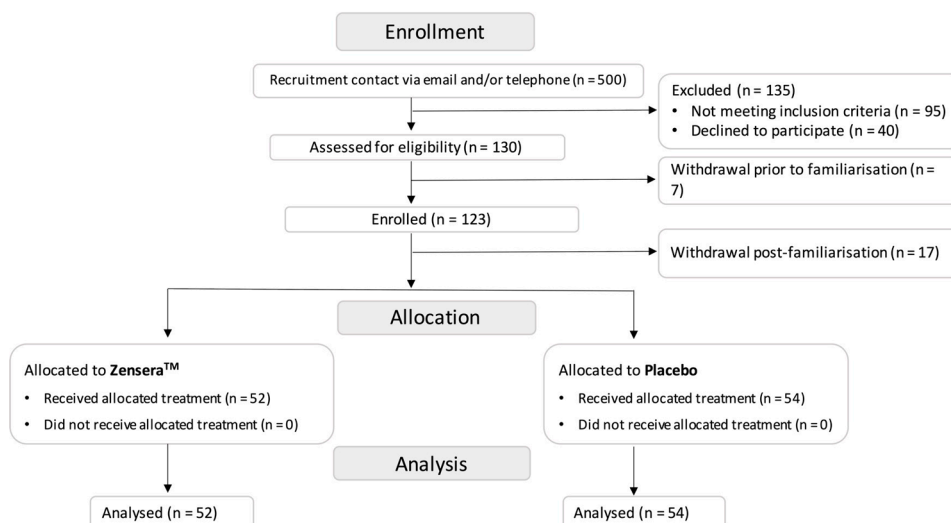 Enrollment
Recruitment contact via email and/or telephone (n = 500)
Excluded (n = 135)
• Not meeting inclusion criteria (n = 95)
• Declined to participate (n = 40)
Assessed for eligibility (n = 130)
Withdrawal prior to familiarisation (n =
7)
Enrolled (n = 123)
Withdrawal post-familiarisation (n = 17)
Allocation
Allocated to Zensera™
• Received allocated treatment (n = 52)
• Did not receive allocated treatment (n = 0)
Allocated to Placebo
• Received allocated treatment (n = 54)
• Did not receive allocated treatment (n = 0)
Analysis
Analysed (n = 52)
Analysed (n = 54)